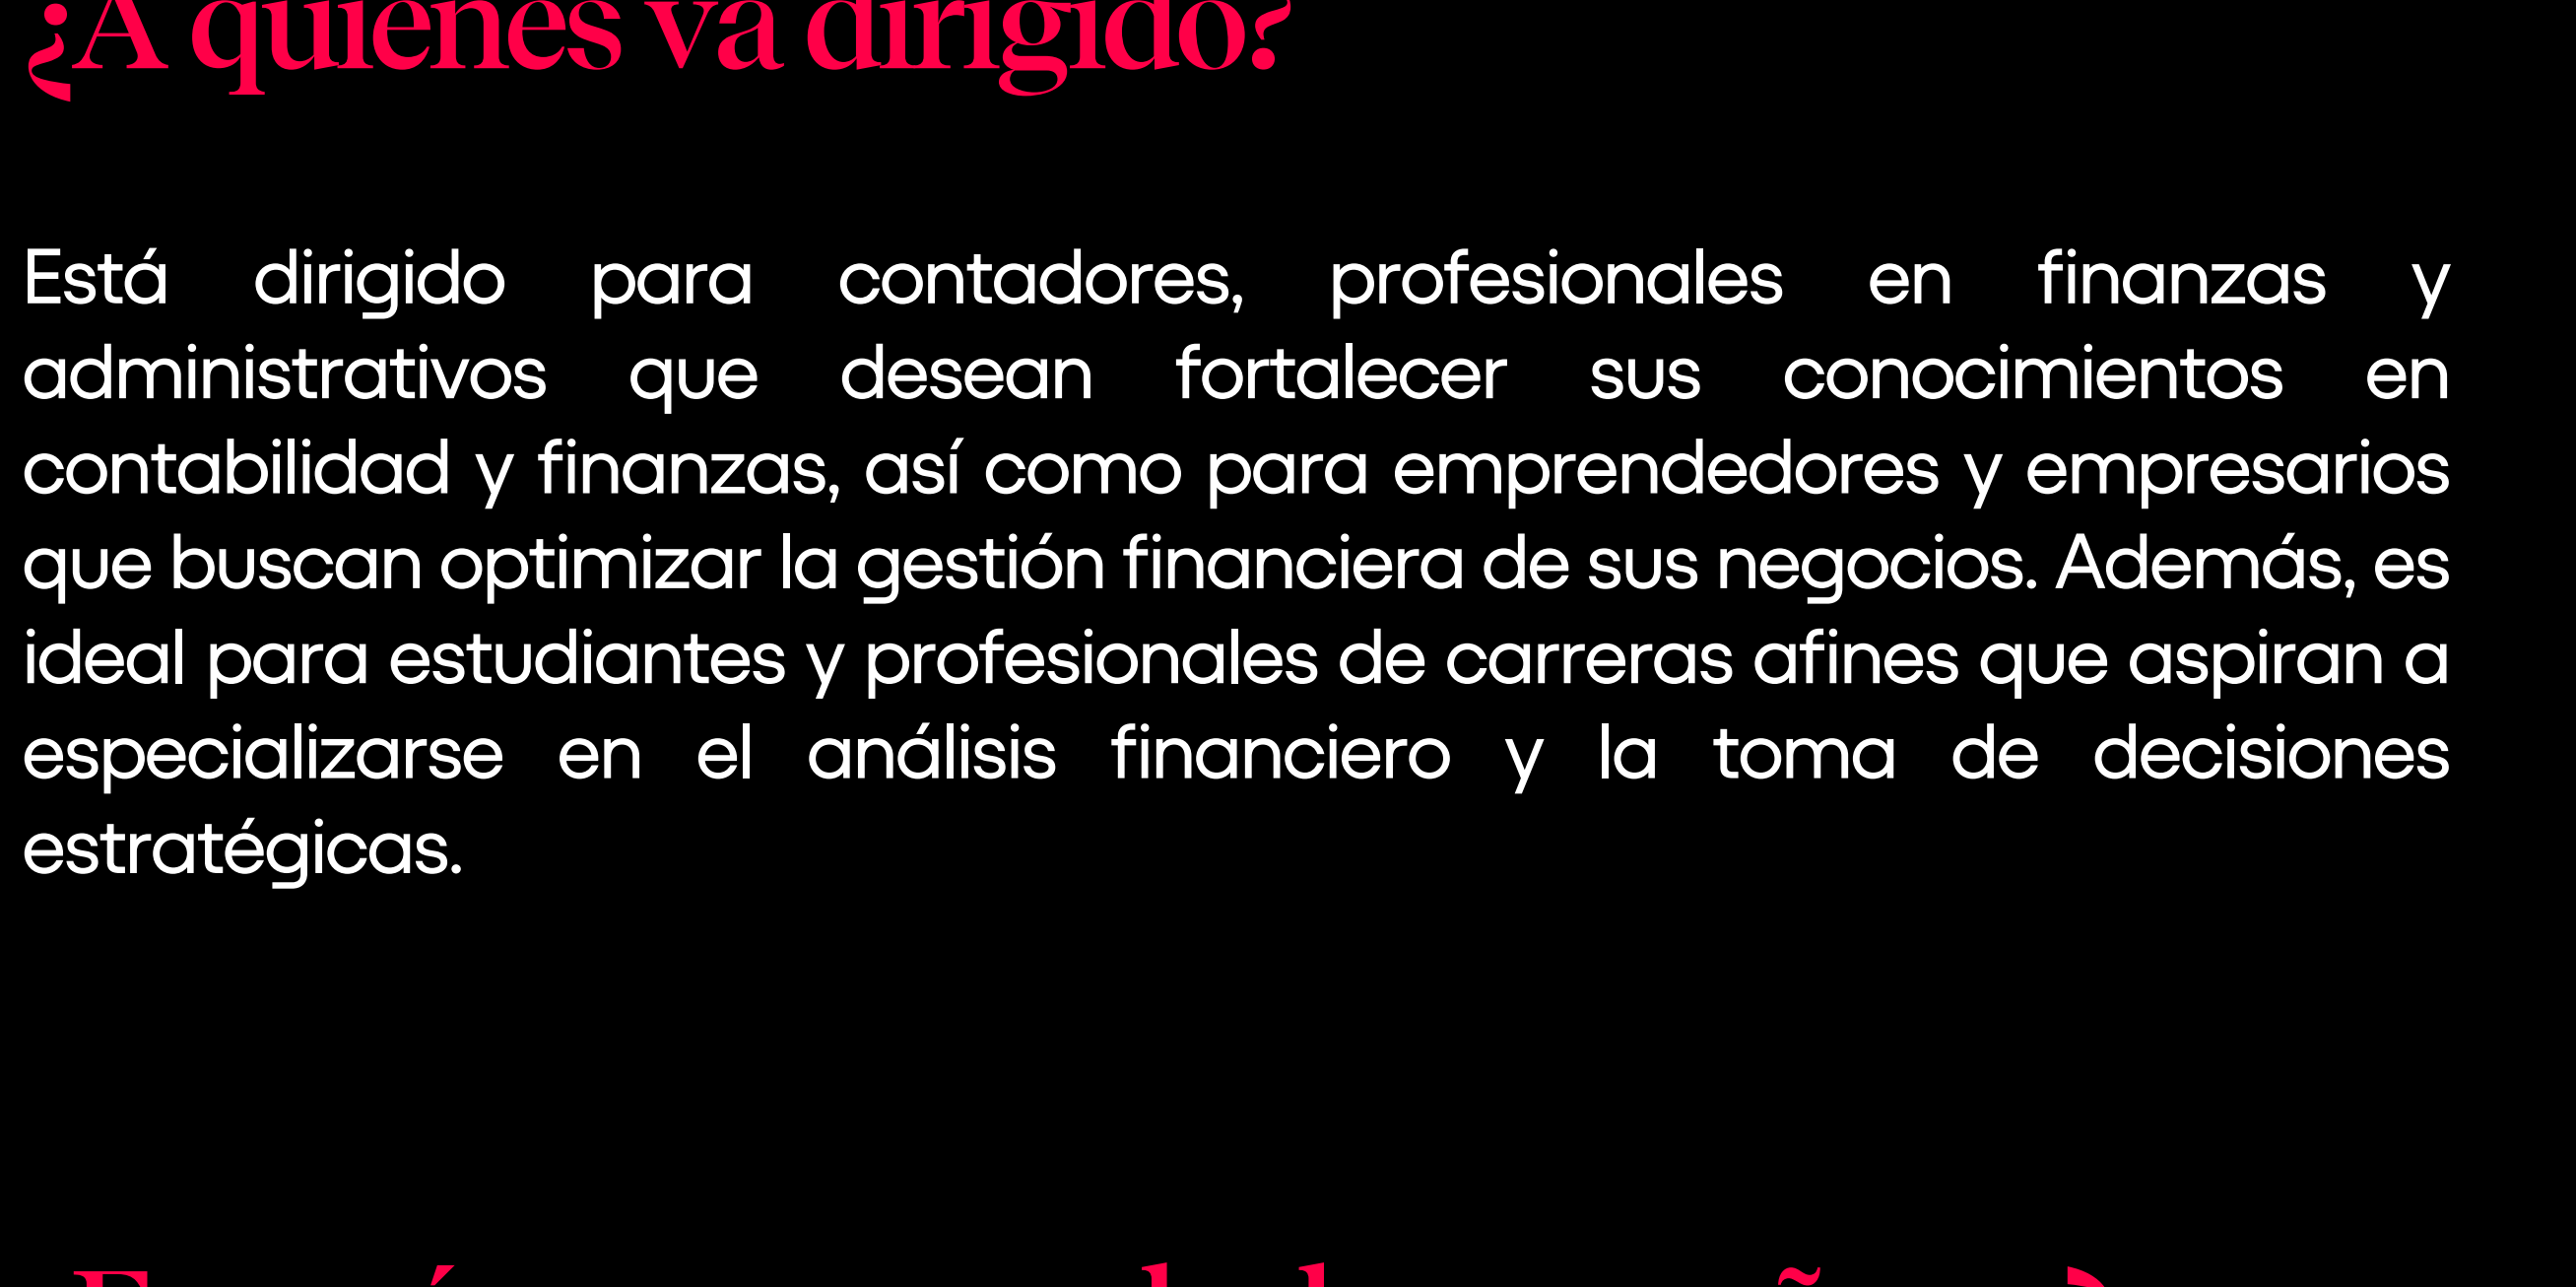 ¿A quienes va dirigido?
Está dirigido para contadores, profesionales en finanzas y
administrativos que desean fortalecer sus conocimientos en
contabilidad y finanzas, así como para emprendedores y empresarios
que buscan optimizar la gestión financiera de sus negocios. Además, es
ideal para estudiantes y profesionales de carreras afines que aspiran a
especializarse en el análisis financiero y la toma de decisiones
estratégicas.